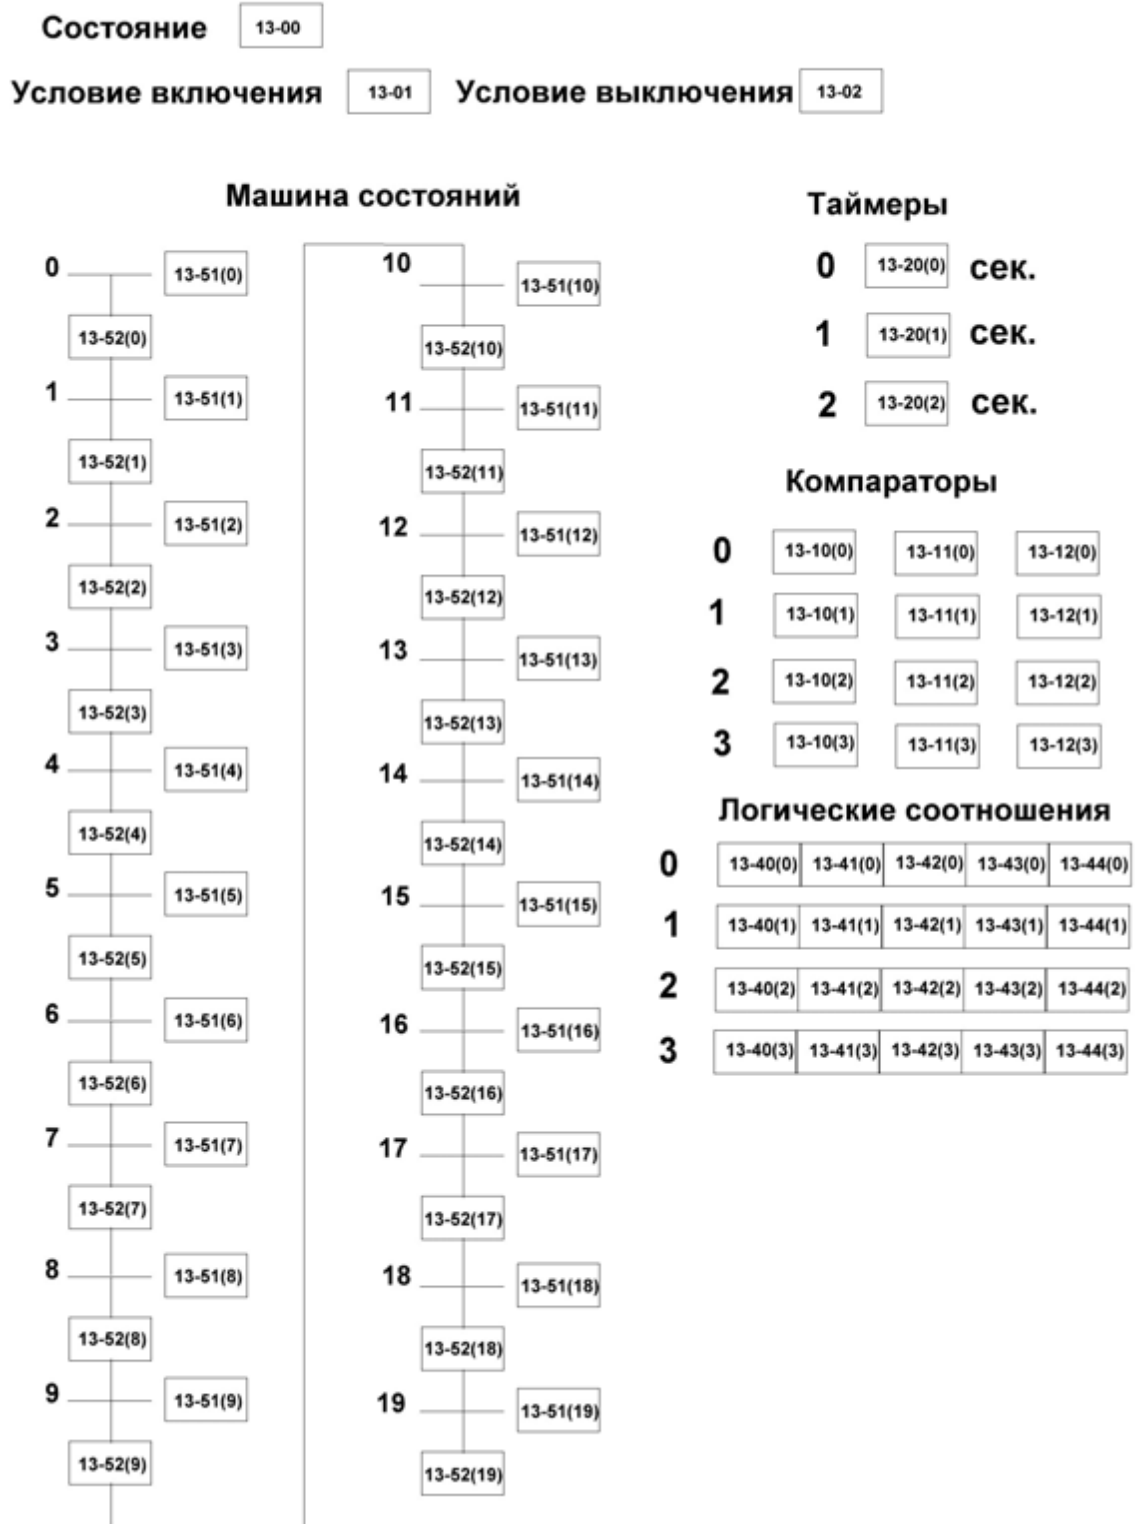 Состояние 13-00
Условие включения 13-01 Условие выключения 13-02
Машина состояний
0 13-51(0)
13-52(0)
1 13-51(1)
13-52(1)
2 13-51(2)
13-52(2)
3 13-51(3)
13-52(3)
4 13-51(4)
13-52(4)
5 13-51(5)
13-52(5)
6 13-51(6)
13-52(6)
7 13-51(7)
13-52(7)
8 13-51(8)
13-52(8)
9 13-51(9)
13-52(9)
10 13-51(10)
13-52(10)
11 13-51(11)
13-52(11)
12 13-51(12)
13-52(12)
13 13-51(13)
13-52(13)
14 13-51(14)
13-52(14)
15 13-51(15)
13-52(15)
16 13-51(16)
13-52(16)
17 13-51(17)
13-52(17)
18 13-51(18)
13-52(18)
19 13-51(19)
13-52(19)
Таймеры
0 13-20(0) сек.
1 13-20(1) сек.
2 13-20(2) сек.
Компараторы
0 13-10(0) 13-11(0) 13-12(0)
1 13-10(1) 13-11(1) 13-12(1)
2 13-10(2) 13-11(2) 13-12(2)
3 13-10(3) 13-11(3) 13-12(3)
Логические соотношения
0 13-40(0) 13-41(0) 13-42(0) 13-43(0) 13-44(0)
1 13-40(1) 13-41(1) 13-42(1) 13-43(1) 13-44(1)
2 13-40(2) 13-41(2) 13-42(2) 13-43(2) 13-44(2)
3 13-40(3) 13-41(3) 13-42(3) 13-43(3) 13-44(3)